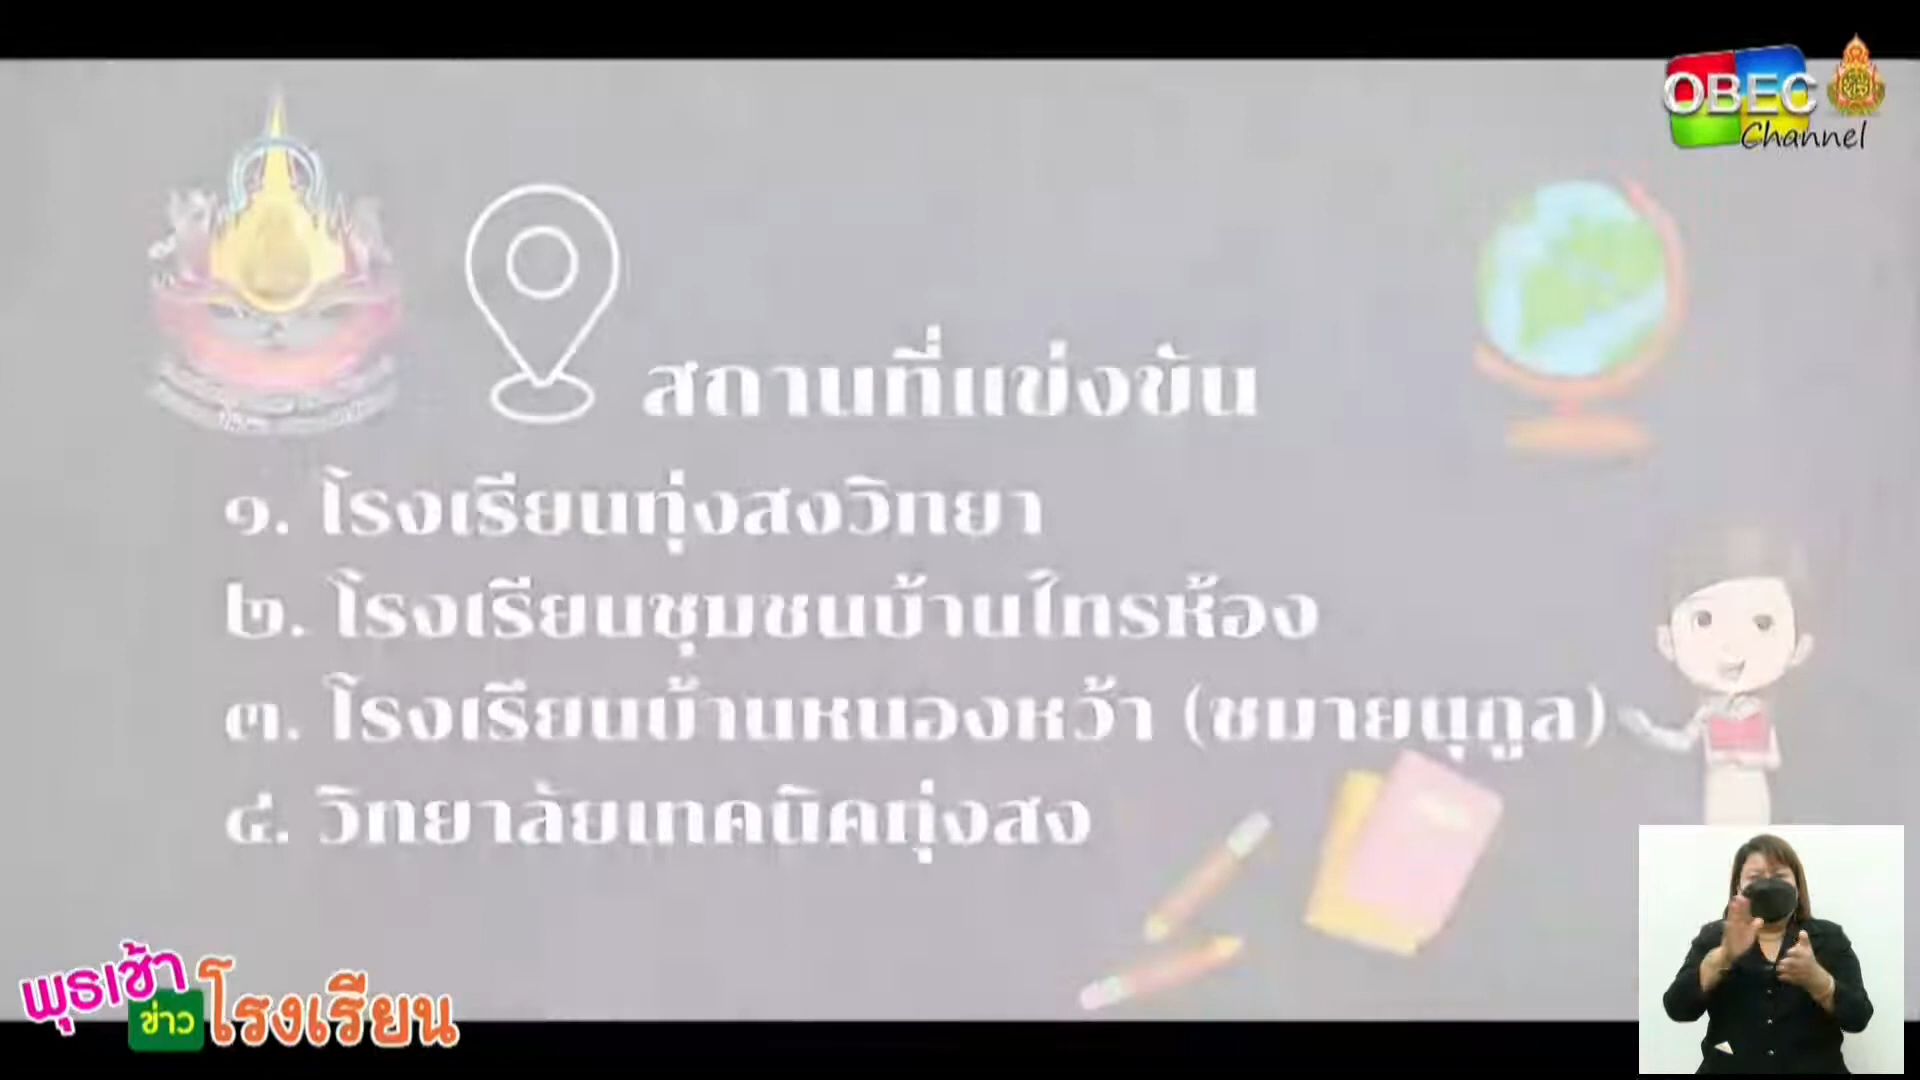 OBEC
Channel
สถานที่แข่งขัน
๑. โรงเรียนทุ่งสงวิทยา
๒. โรงเรียนชุมชนบ้านไทรห้อง
๓. โรงเรียนบ้านหนองหว้า (ชมายนุกูล)
๔. วิทยาลัยเทคนิคทุ่งสง
พุธเช้า
ข่าว
โรงเรียน